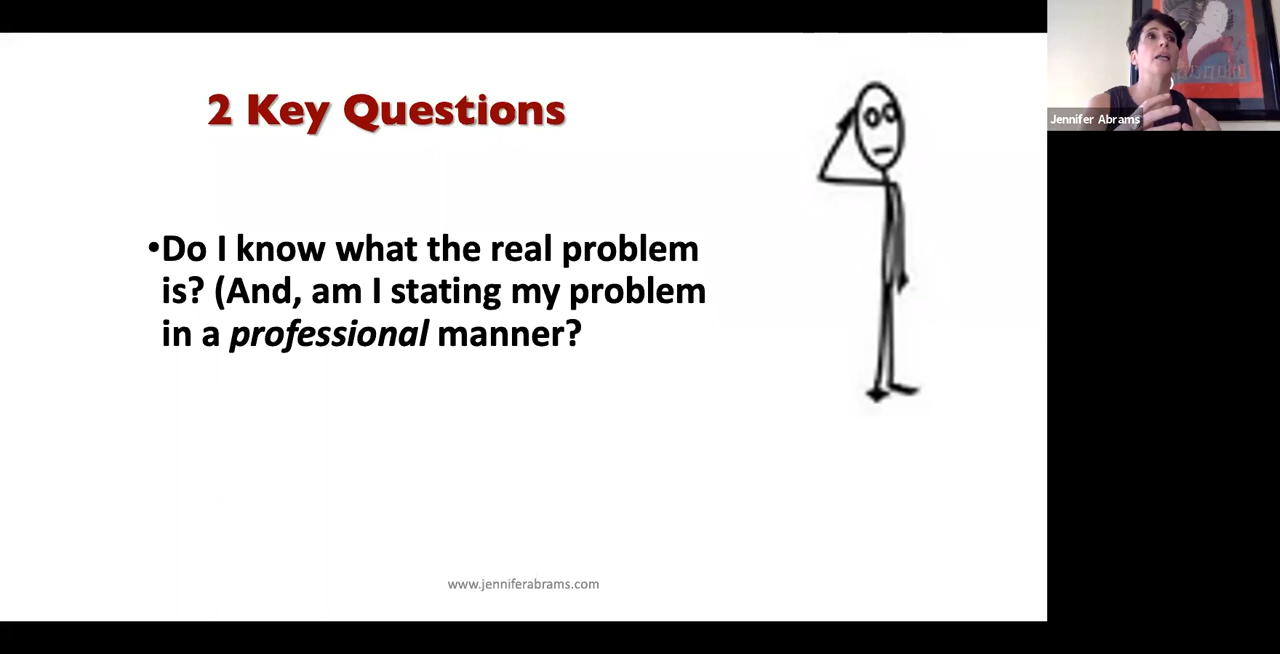 2 Key Questions
•Do I know what the real problem
is? (And, am I stating my problem
in a professional manner?
www.jenniferabrams.com
Jennifer Abrams